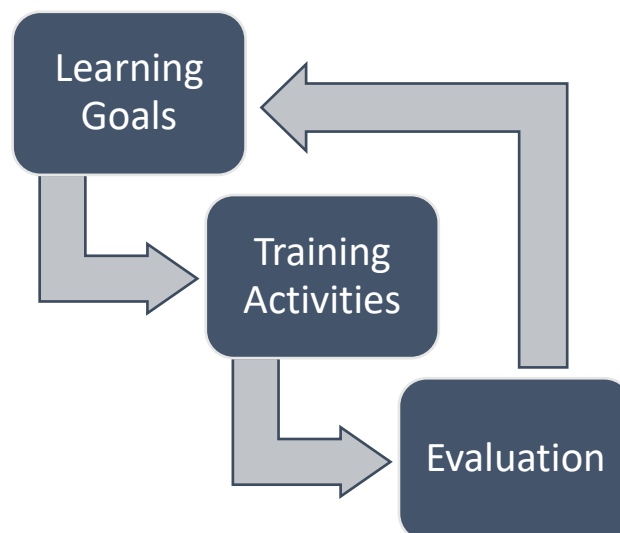 Learning
Goals
Training
Activities
Evaluation